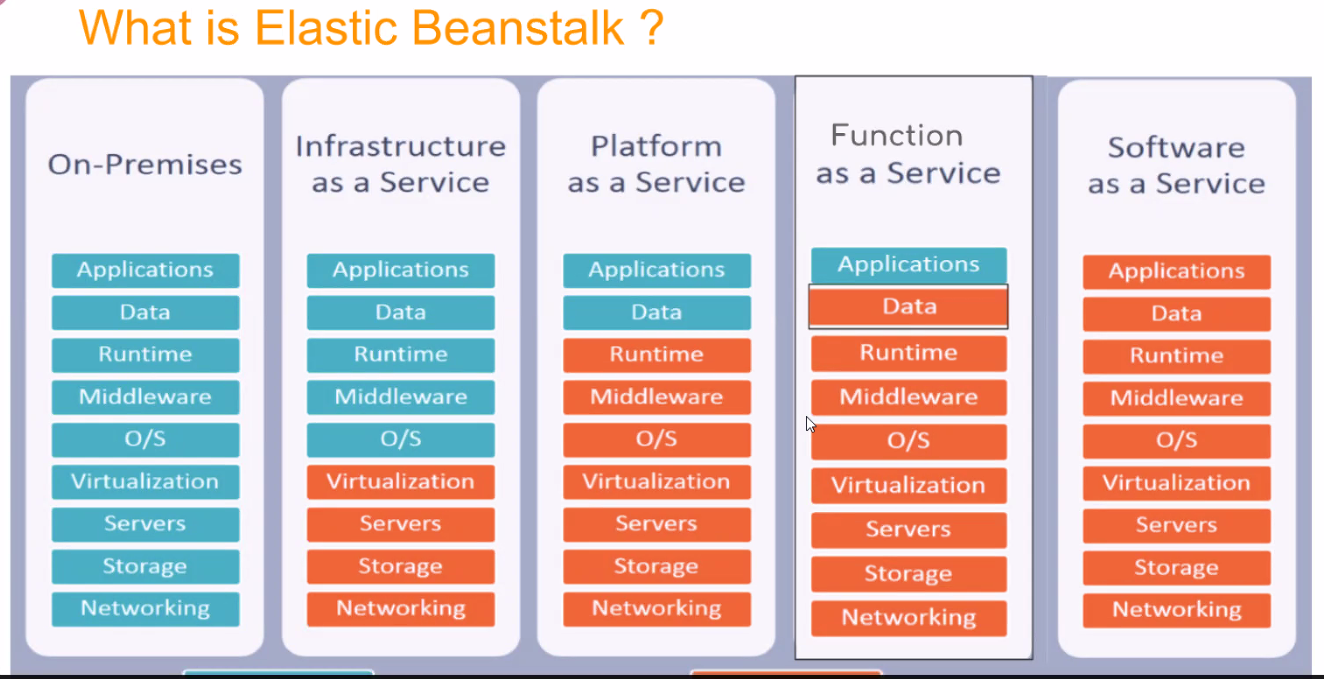 What is Elastic Beanstalk ?
On-Premises
Applications
Data
Runtime
Middleware
O/S
Virtualization
Servers
Storage
Networking
Infrastructure
as a Service
Applications
Data
Runtime
Middleware
O/S
Virtualization
Servers
Storage
Networking
Platform
as a Service
Applications
Data
Runtime
Middleware
O/S
Virtualization
Servers
Storage
Networking
Function
as a Service
Applications
Data
Runtime
Middleware
O/S
Virtualization
Servers
Storage
Networking
Software
as a Service
Applications
Data
Runtime
Middleware
O/S
Virtualization
Servers
Storage
Networking